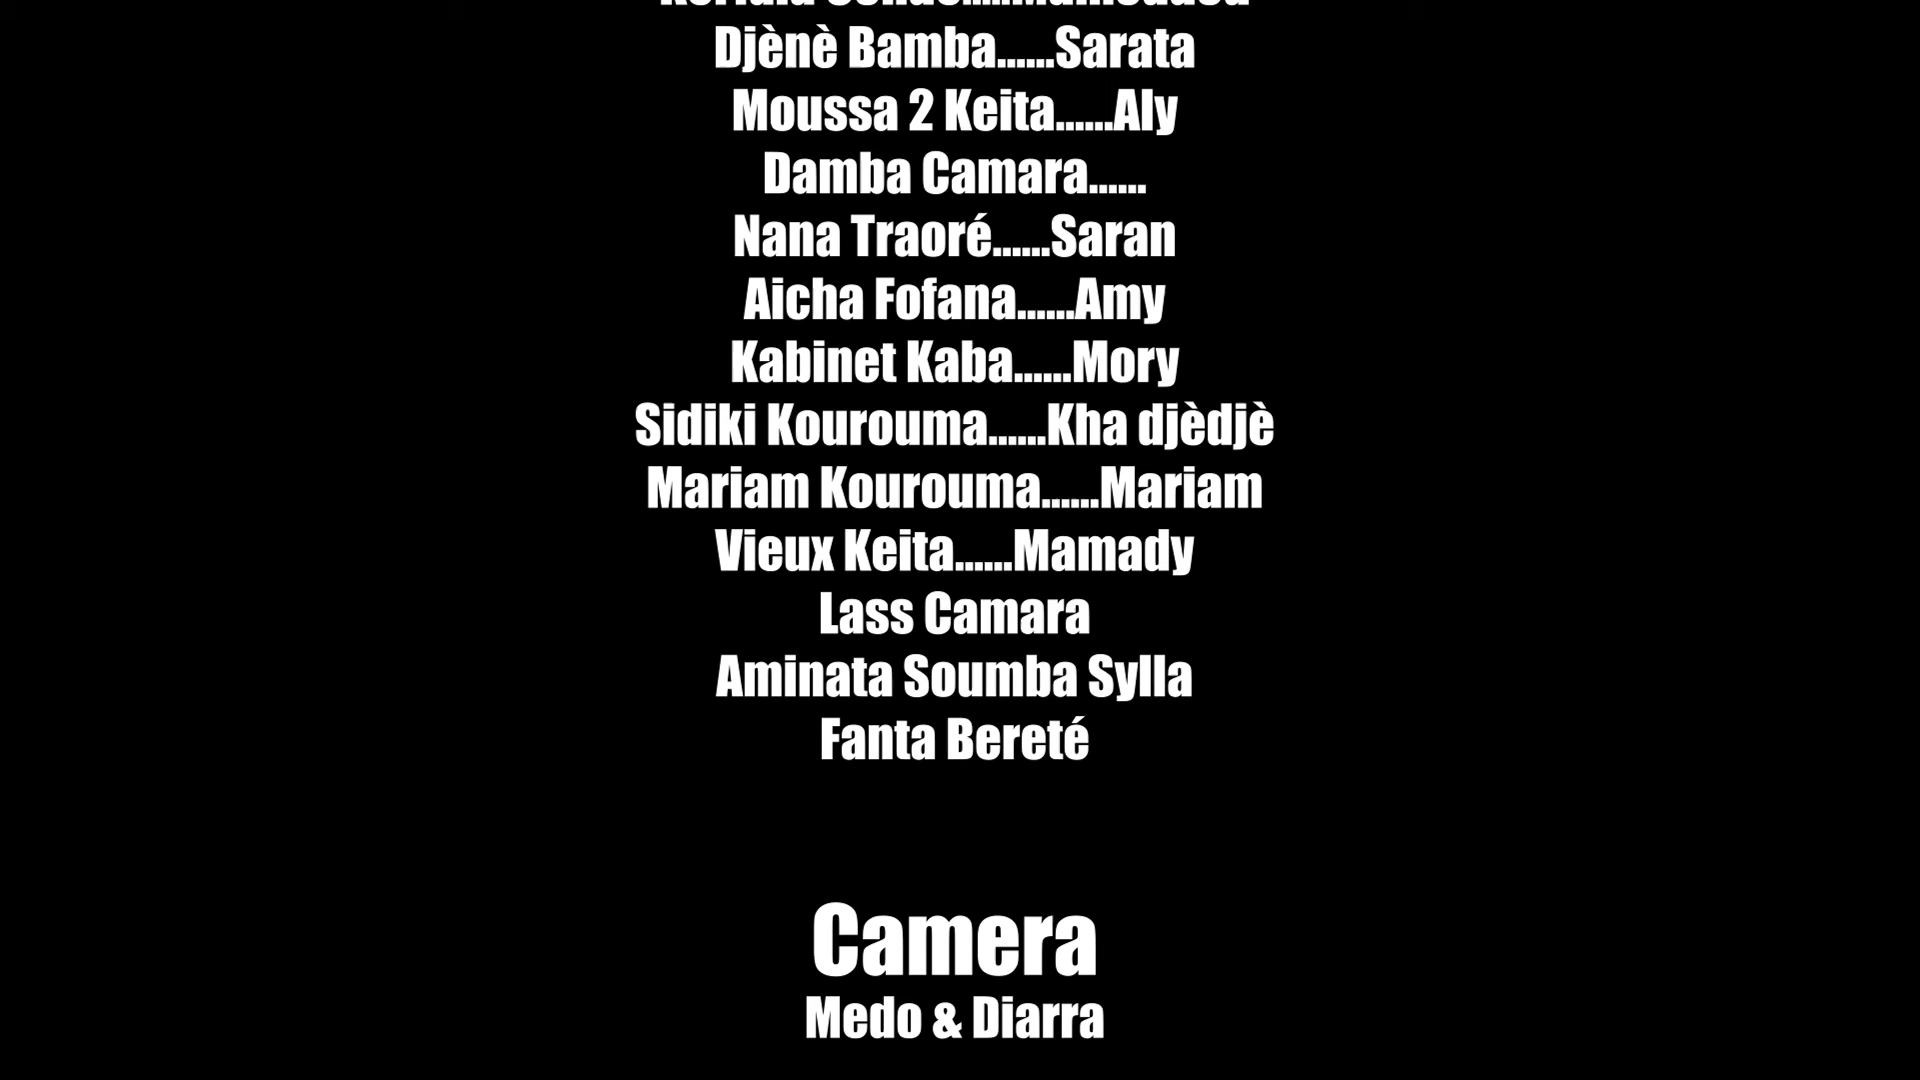 Djènè Bamba......Sarata
Moussa 2 Keita......Aly
Damba Camara......
Nana Traoré......Saran
Aicha Fofana......Amy
Kabinet Kaba......Mory
Sidiki Kourouma......Kha djèdjè
Mariam Kourouma......Mariam
Vieux Keita......Mamady
Lass Camara
Aminata Soumba Sylla
Fanta Bereté
Camera
Medo & Diarra